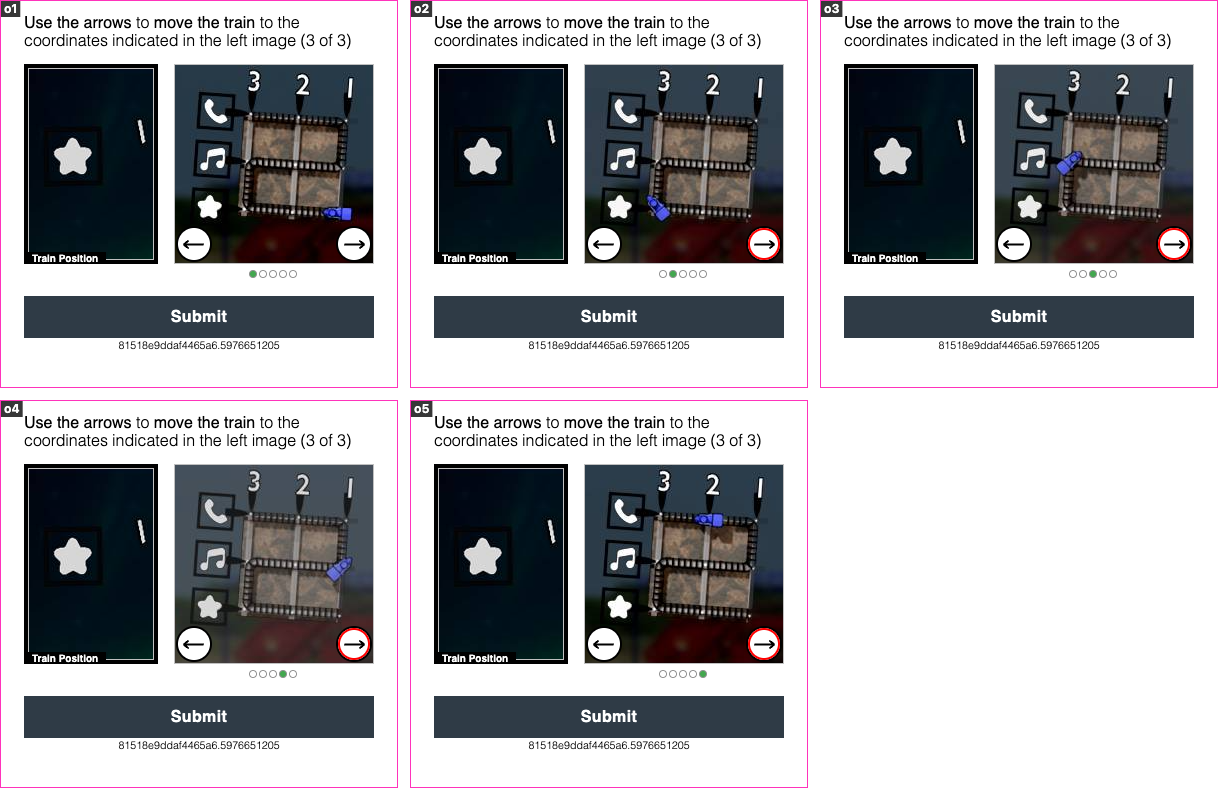 o1
Use the arrows to move the train to the
coordinates indicated in the left image (3 of 3)
3 2 1
Train Position
Submit
81518e9ddaf4465a6.5976651205
o2
Use the arrows to move the train to the
coordinates indicated in the left image (3 of 3)
3 2 1
Train Position
Submit
81518e9ddaf4465a6.5976651205
o3
Use the arrows to move the train to the
coordinates indicated in the left image (3 of 3)
3 2 1
Train Position
Submit
81518e9ddaf4465a6.5976651205
o4
Use the arrows to move the train to the
coordinates indicated in the left image (3 of 3)
3 2 1
Train Position
Submit
81518e9ddaf4465a6.5976651205
o5
Use the arrows to move the train to the
coordinates indicated in the left image (3 of 3)
3 2 1
Train Position
Submit
81518e9ddaf4465a6.5976651205